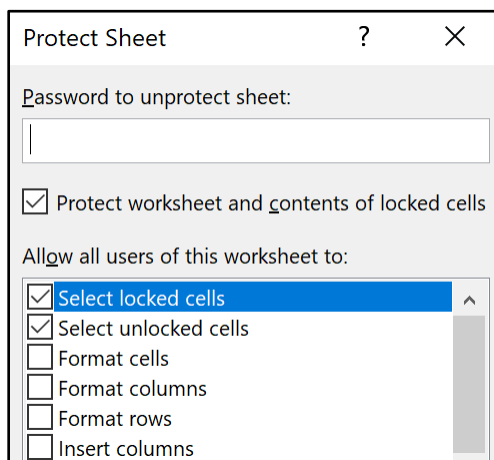 Protect Sheet ?
Password to unprotect sheet:
Protect worksheet and contents of locked cells
Allow all users of this worksheet to:
Select locked cells
Select unlocked cells
Format cells
Format columns
Format rows
Insert columns